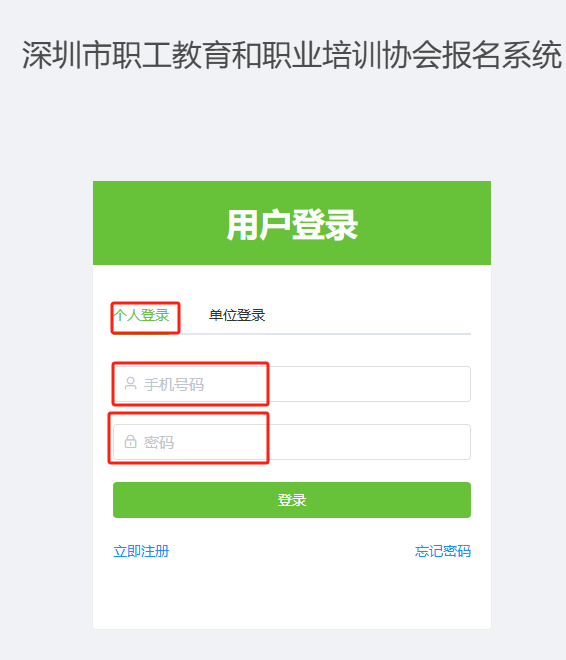 深圳市职工教育和职业培训协会报名系统
用户登录
个人登录 单位登录
手机号码
密码
登录
立即注册 忘记密码